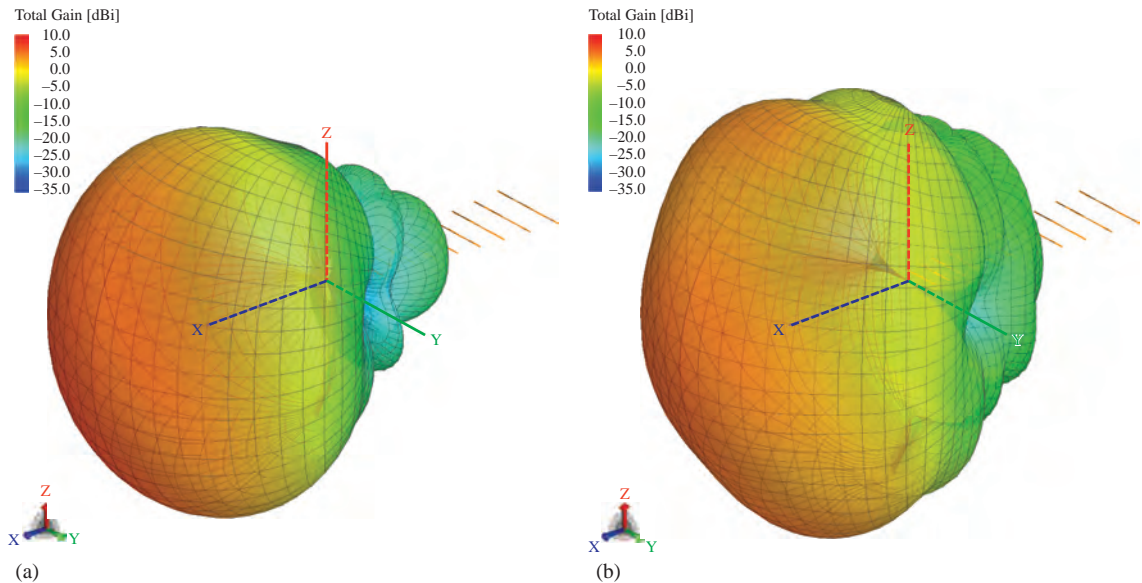 Total Gain [dBi]
10.0
5.0
0.0
–5.0
–10.0
–15.0
–20.0
–25.0
–30.0
–35.0
Z
X
Y
Z
X
Y
(a)
Total Gain [dBi]
10.0
5.0
0.0
–5.0
–10.0
–15.0
–20.0
–25.0
–30.0
–35.0
Z
X
Y
Z
X
Y
(b)